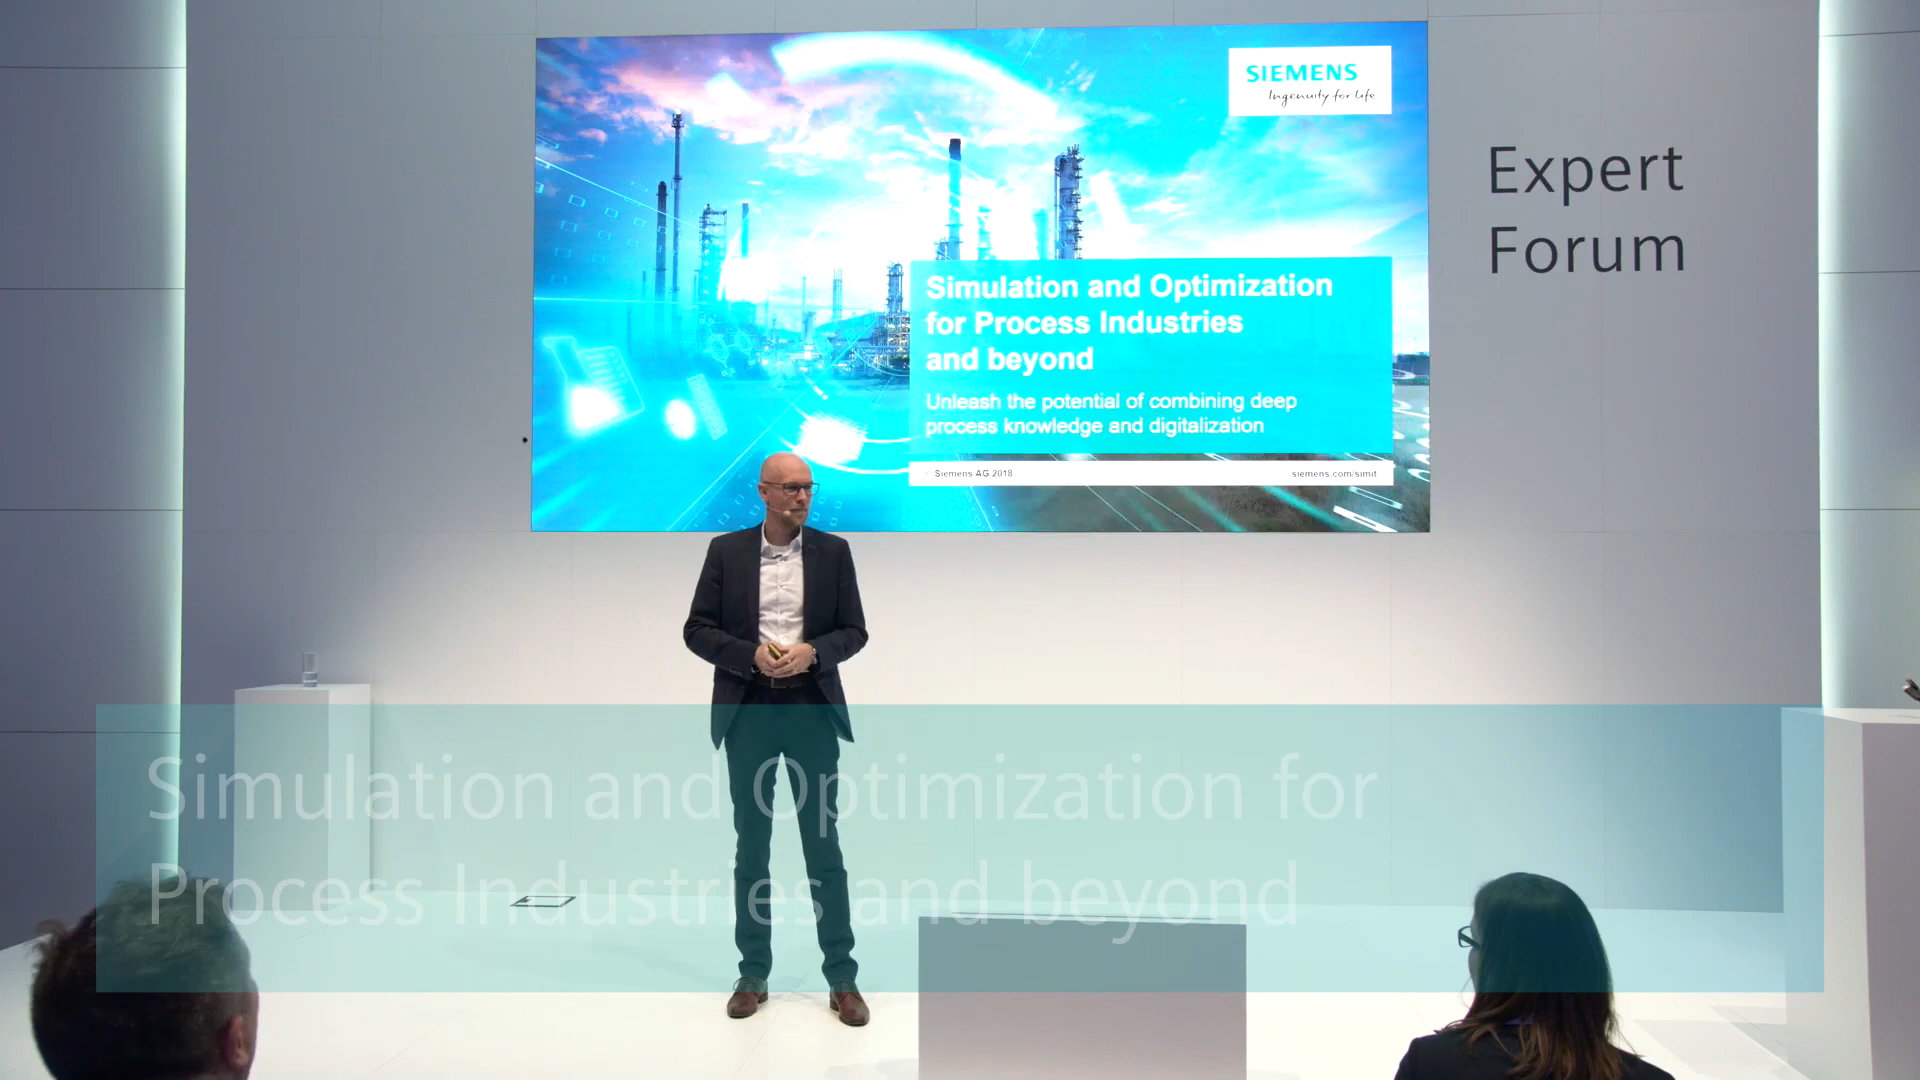 SIEMENS
Ingenuity for life
Expert
Forum
Simulation and Optimization
for Process Industries
and beyond
Unleash the potential of combining deep
process knowledge and digitalization
Siemens AG 2018
siemens.com/simit
Simulation and Optimization for
Process Industries and beyond